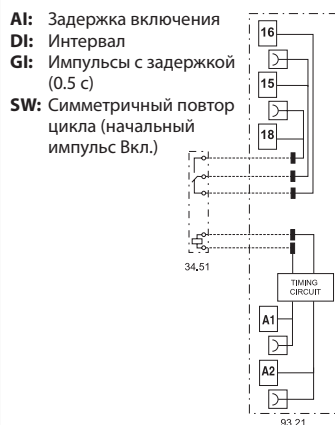 AI: Задержка включения
DI: Интервал
GI: Импульсы с задержкой
(0.5 с)
SW: Симметричный повтор
цикла (начальный
импульс Вкл.)
16
15
18
34.51
TIMING
CIRCUIT
A1
A2
93.21